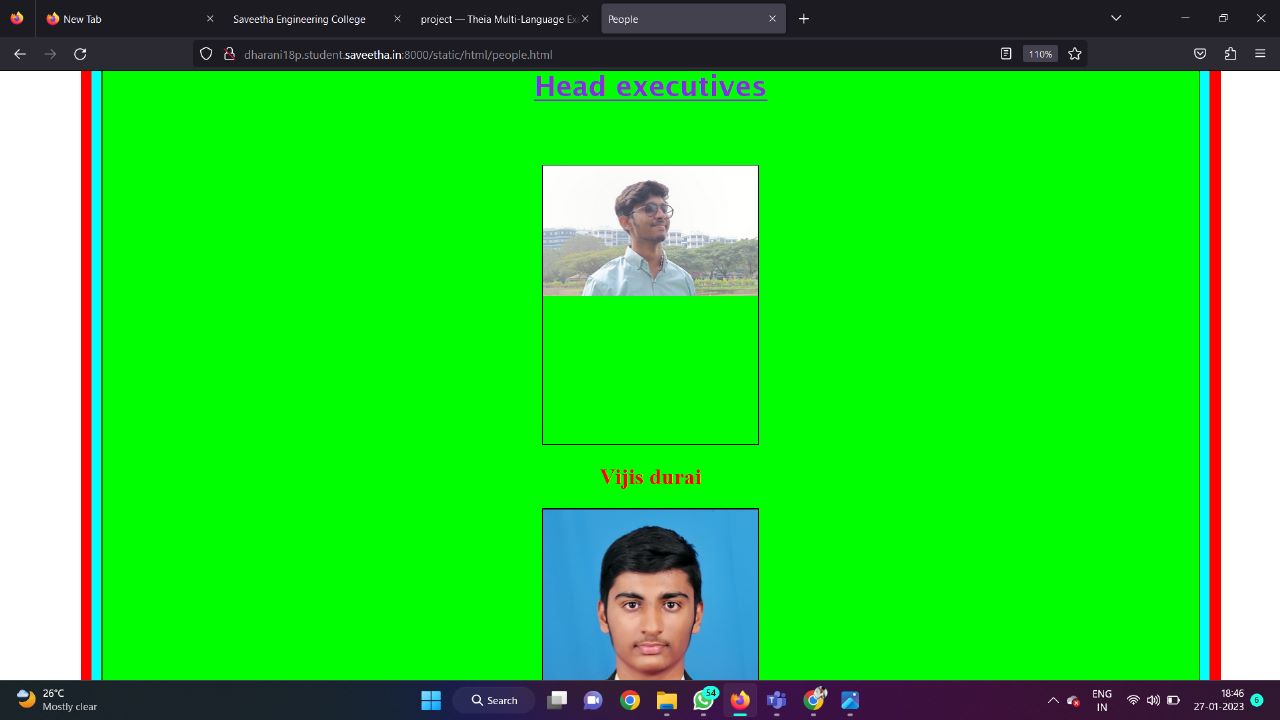 New Tab
Saveetha Engineering College
project — Theia Multi-Language Ex
People
dharani18p.student.saveetha.in:8000/static/html/people.html
110%
Head executives
Vijis durai
26°C
Mostly clear
Search
54
ENG
IN
18:46
27-01-2023
6